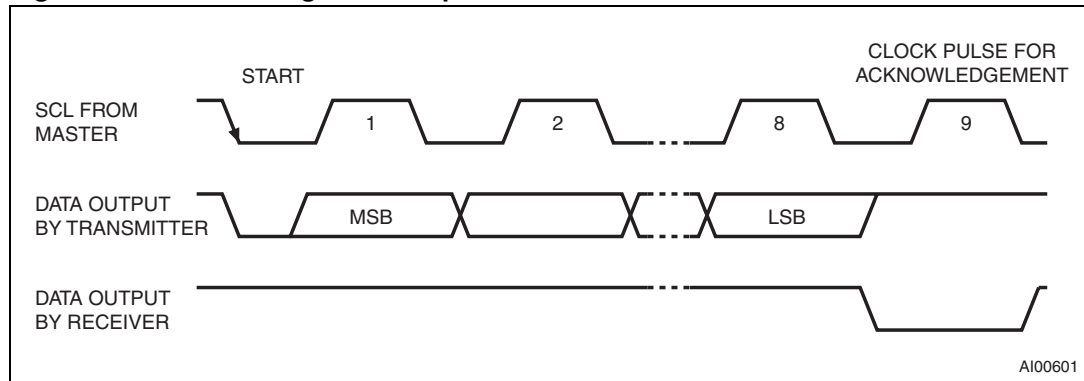 START
CLOCK PULSE FOR
ACKNOWLEDGEMENT
SCL FROM
MASTER
1
2
8
9
DATA OUTPUT
BY TRANSMITTER
MSB
LSB
DATA OUTPUT
BY RECEIVER
AI00601